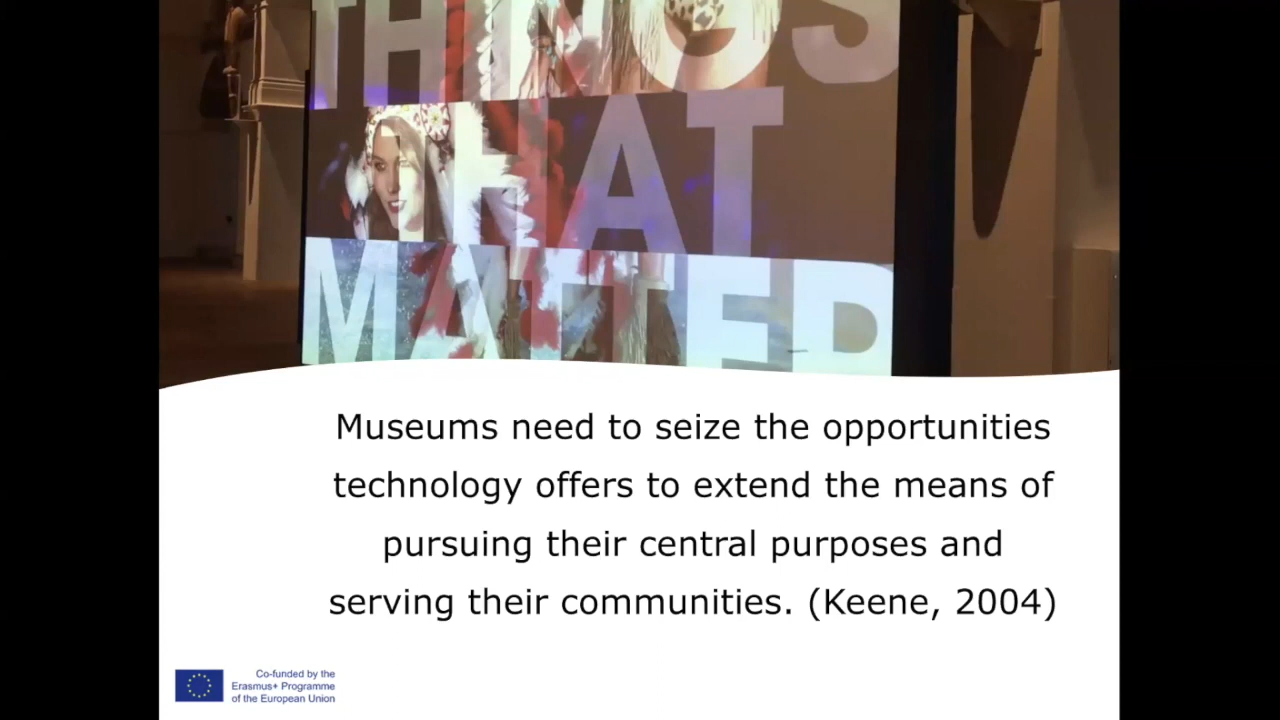 THINGS
THAT
MATTER
Museums need to seize the opportunities
technology offers to extend the means of
pursuing their central purposes and
serving their communities. (Keene, 2004)
Co-funded by the
Erasmus+ Programme
of the European Union